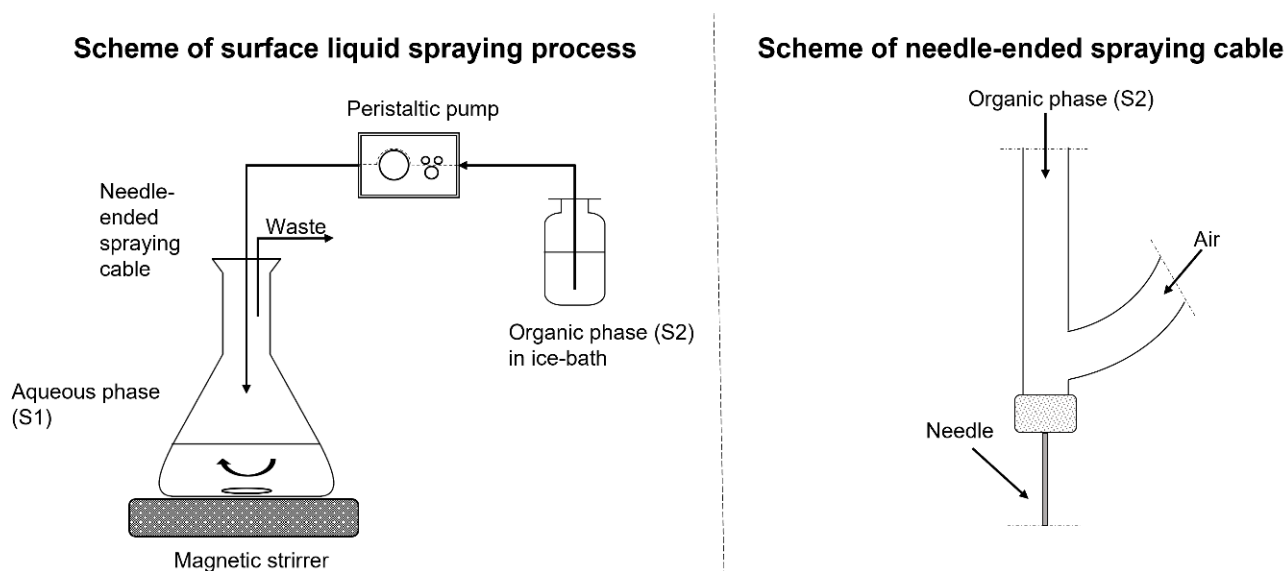 Scheme of surface liquid spraying process
Peristaltic pump
Needle-
ended
spraying
cable
Waste
Organic phase (S2)
in ice-bath
Aqueous phase
(S1)
Magnetic strirrer
Scheme of needle-ended spraying cable
Organic phase (S2)
Air
Needle